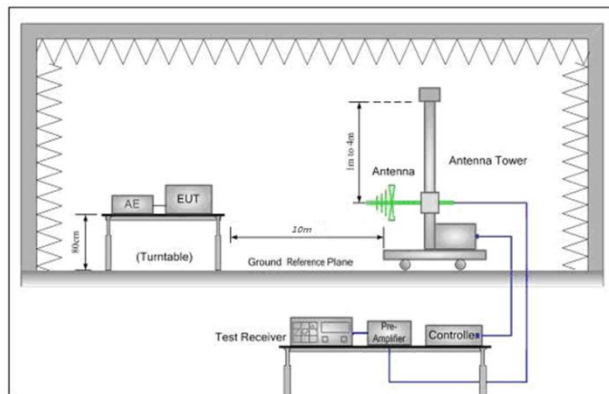 1m to 4m
Antenna
Antenna Tower
AE
EUT
80cm
(Turntable)
10m
Ground Reference Plane
Test Receiver
Pre-
Amplifier
Controller